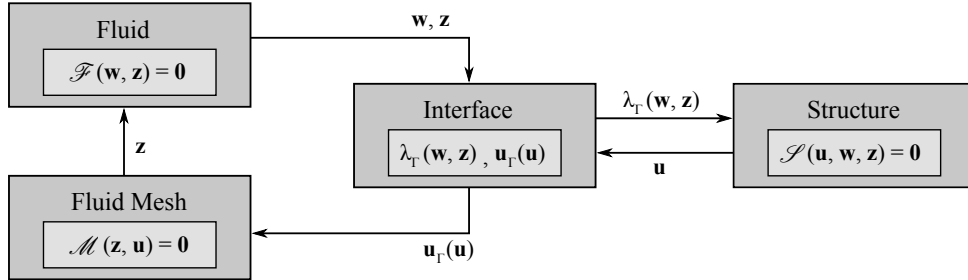 Fluid
ℱ(w, z) = 0
w, z
Interface
λ_Γ(w, z) , u_Γ(u)
λ_Γ(w, z)
u
Structure
𝒮(u, w, z) = 0
z
Fluid Mesh
ℳ(z, u) = 0
u_Γ(u)